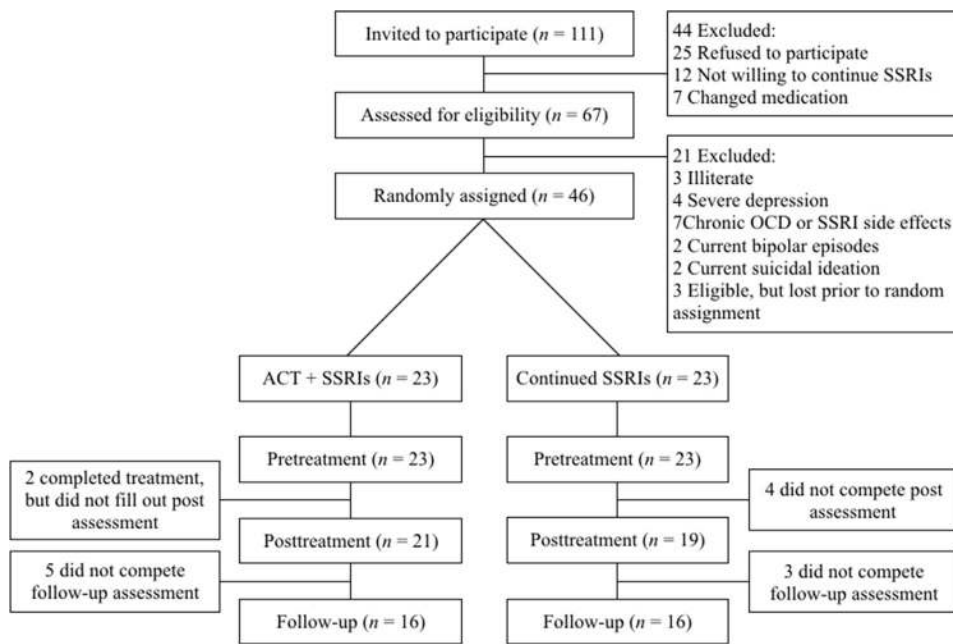 Invited to participate (n = 111)
44 Excluded:
25 Refused to participate
12 Not willing to continue SSRIs
7 Changed medication
Assessed for eligibility (n = 67)
21 Excluded:
3 Illiterate
4 Severe depression
7Chronic OCD or SSRI side effects
2 Current bipolar episodes
2 Current suicidal ideation
3 Eligible, but lost prior to random
assignment
Randomly assigned (n = 46)
ACT + SSRIs (n = 23)
Continued SSRIs (n = 23)
Pretreatment (n = 23)
Pretreatment (n = 23)
2 completed treatment,
but did not fill out post
assessment
4 did not compete post
assessment
Posttreatment (n = 21)
Posttreatment (n = 19)
5 did not compete
follow-up assessment
3 did not compete
follow-up assessment
Follow-up (n = 16)
Follow-up (n = 16)